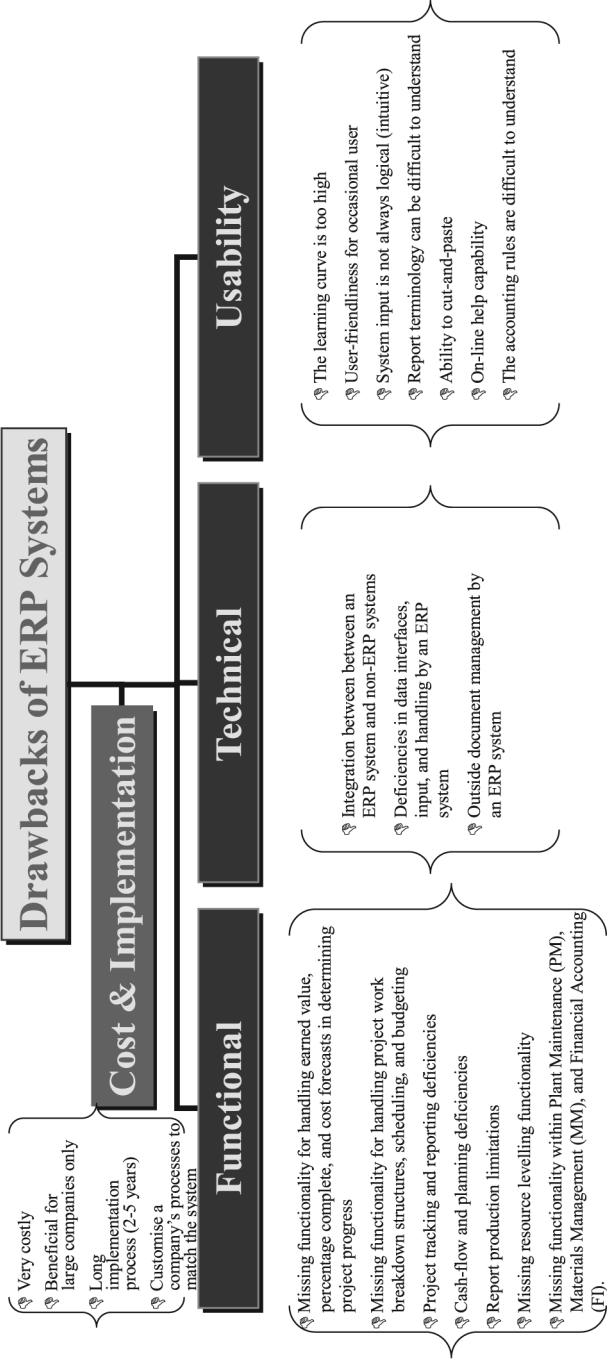 Drawbacks of ERP Systems
Cost & Implementation
Very costly
Beneficial for
large companies only
Long
implementation
process (2-5 years)
Customise a
company's processes to
match the system
Functional
Missing functionality for handling earned value,
percentage complete, and cost forecasts in determining
project progress
Missing functionality for handling project work
breakdown structures, scheduling, and budgeting
Project tracking and reporting deficiencies
Cash-flow and planning deficiencies
Report production limitations
Missing resource levelling functionality
Missing functionality within Plant Maintenance (PM),
Materials Management (MM), and Financial Accounting
(FI).
Technical
Integration between between an
ERP system and non-ERP systems
Deficiencies in data interfaces,
input, and handling by an ERP
system
Outside document management by
an ERP system
Usability
The learning curve is too high
User-friendliness for occasional user
System input is not always logical (intuitive)
Report terminology can be difficult to understand
Ability to cut-and-paste
On-line help capability
The accounting rules are difficult to understand